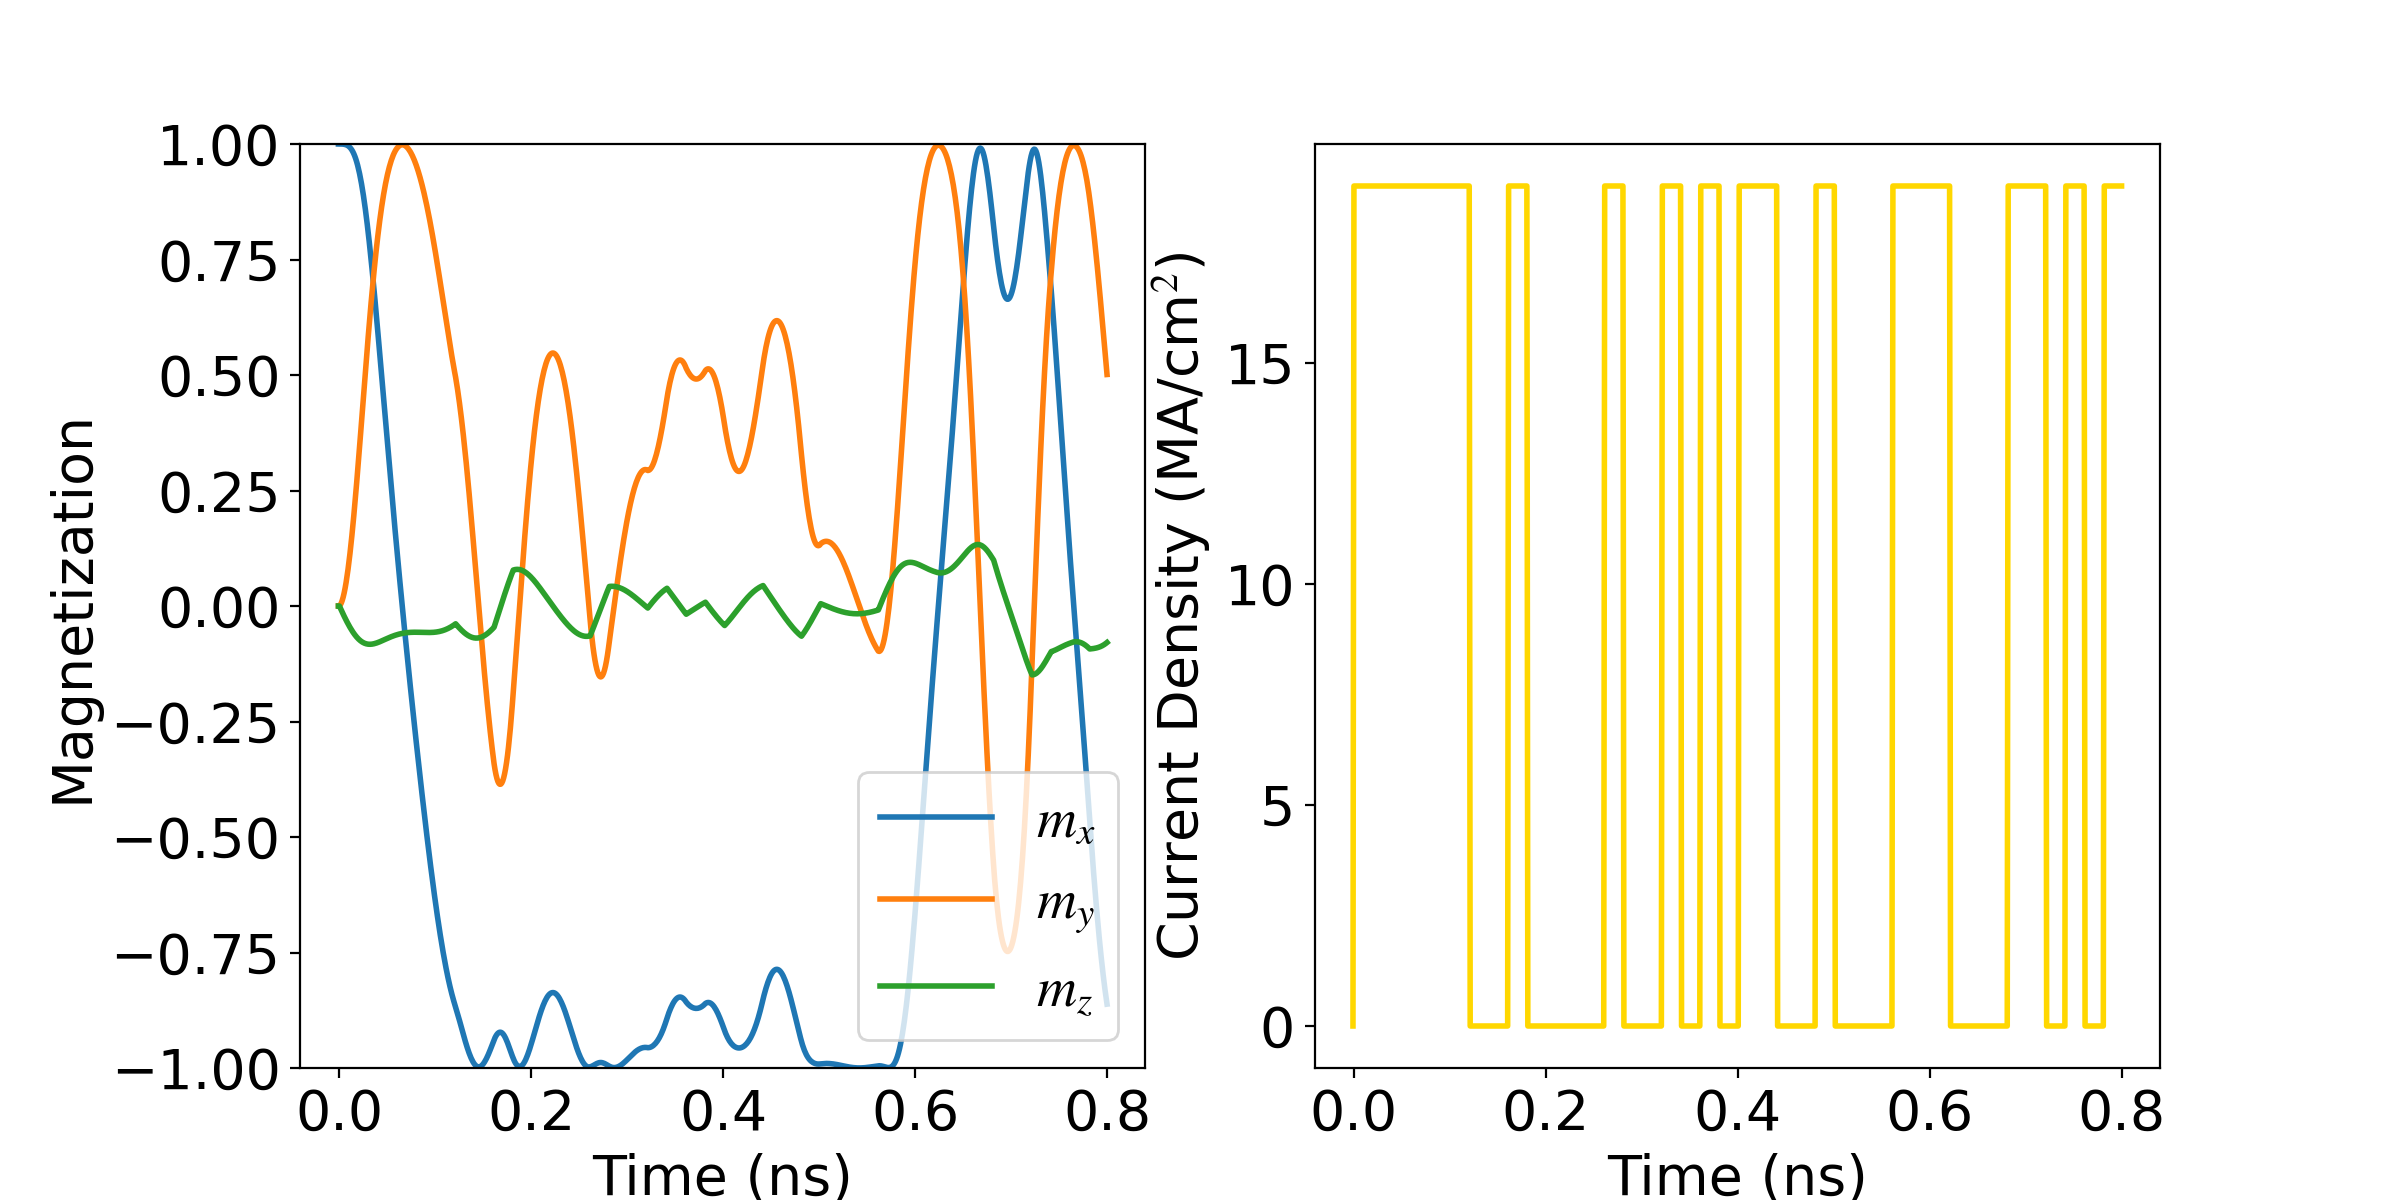 Magnetization
1.00
0.75
0.50
0.25
0.00
−0.25
−0.50
−0.75
−1.00
0.0 0.2 0.4 0.6 0.8
Time (ns)
m_x
m_y
m_z
Current Density (MA/cm²)
15
10
5
0
0.0 0.2 0.4 0.6 0.8
Time (ns)